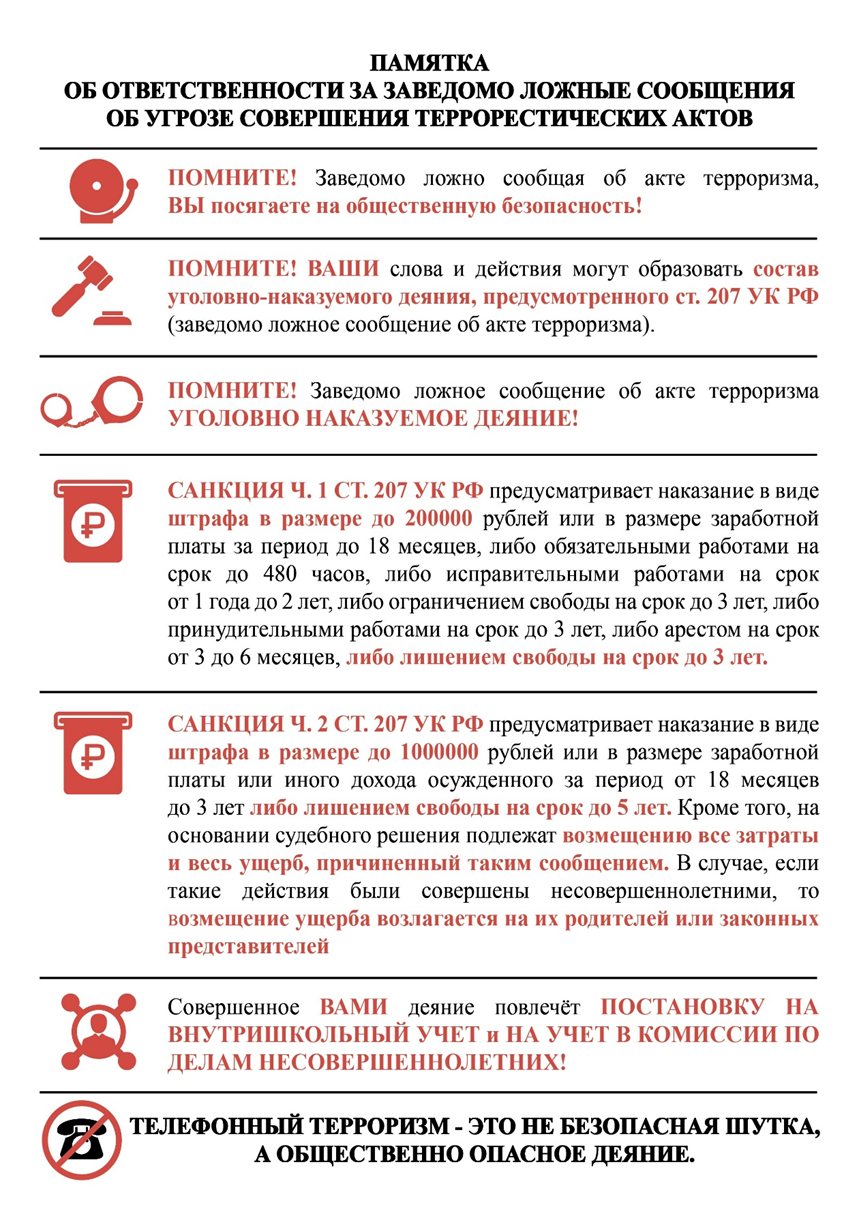 ПАМЯТКА
ОБ ОТВЕТСТВЕННОСТИ ЗА ЗАВЕДОМО ЛОЖНЫЕ СООБЩЕНИЯ
ОБ УГРОЗЕ СОВЕРШЕНИЯ ТЕРРОРЕСТИЧЕСКИХ АКТОВ
ПОМНИТЕ! Заведомо ложно сообщая об акте терроризма,
ВЫ посягаете на общественную безопасность!
ПОМНИТЕ! ВАШИ слова и действия могут образовать состав
уголовно-наказуемого деяния, предусмотренного ст. 207 УК РФ
(заведомо ложное сообщение об акте терроризма).
ПОМНИТЕ! Заведомо ложное сообщение об акте терроризма
УГОЛОВНО НАКАЗУЕМОЕ ДЕЯНИЕ!
САНКЦИЯ Ч. 1 СТ. 207 УК РФ предусматривает наказание в виде
штрафа в размере до 200000 рублей или в размере заработной
платы за период до 18 месяцев, либо обязательными работами на
срок до 480 часов, либо исправительными работами на срок
от 1 года до 2 лет, либо ограничением свободы на срок до 3 лет, либо
принудительными работами на срок до 3 лет, либо арестом на срок
от 3 до 6 месяцев, либо лишением свободы на срок до 3 лет.
САНКЦИЯ Ч. 2 СТ. 207 УК РФ предусматривает наказание в виде
штрафа в размере до 1000000 рублей или в размере заработной
платы или иного дохода осужденного за период от 18 месяцев
до 3 лет либо лишением свободы на срок до 5 лет. Кроме того, на
основании судебного решения подлежат возмещению все затраты
и весь ущерб, причиненный таким сообщением. В случае, если
такие действия были совершены несовершеннолетними, то
возмещение ущерба возлагается на их родителей или законных
представителей
Совершенное ВАМИ деяние повлечёт ПОСТАНОВКУ НА
ВНУТРИШКОЛЬНЫЙ УЧЕТ и НА УЧЕТ В КОМИССИИ ПО
ДЕЛАМ НЕСОВЕРШЕННОЛЕТНИХ!
ТЕЛЕФОННЫЙ ТЕРРОРИЗМ - ЭТО НЕ БЕЗОПАСНАЯ ШУТКА,
А ОБЩЕСТВЕННО ОПАСНОЕ ДЕЯНИЕ.